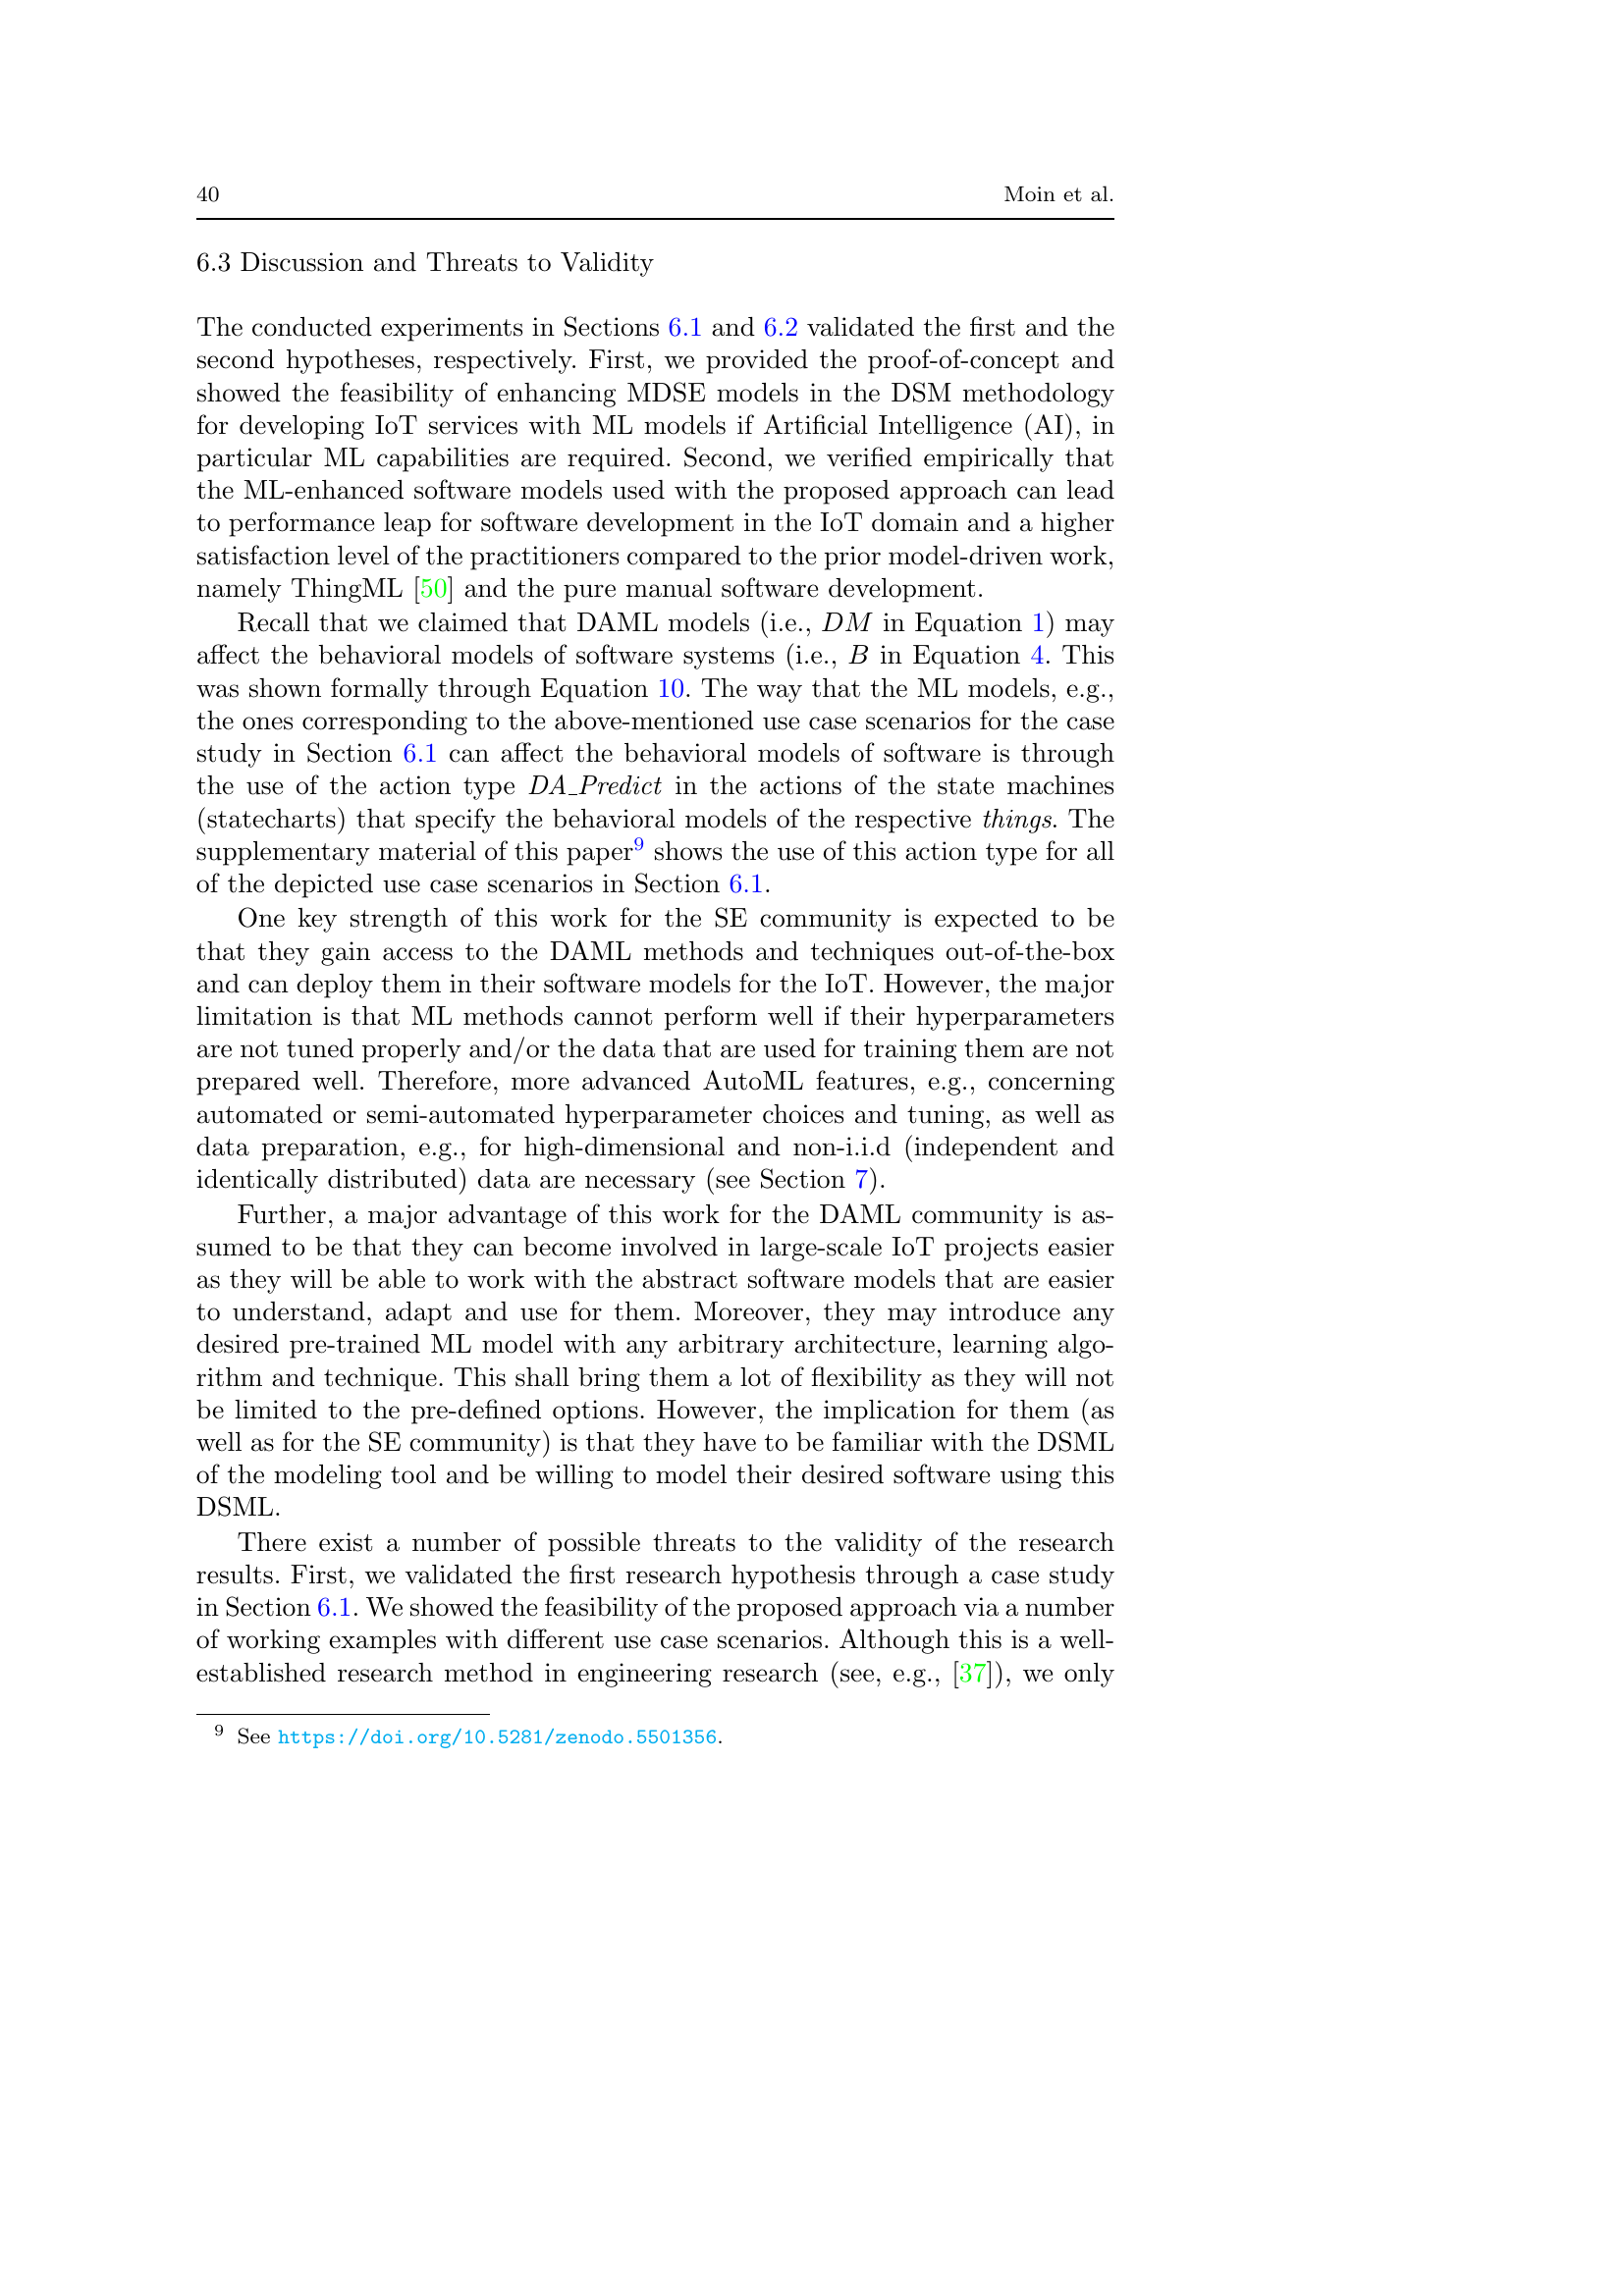 40
Moin et al.
6.3 Discussion and Threats to Validity
The conducted experiments in Sections 6.1 and 6.2 validated the first and the
second hypotheses, respectively. First, we provided the proof-of-concept and
showed the feasibility of enhancing MDSE models in the DSM methodology
for developing IoT services with ML models if Artificial Intelligence (AI), in
particular ML capabilities are required. Second, we verified empirically that
the ML-enhanced software models used with the proposed approach can lead
to performance leap for software development in the IoT domain and a higher
satisfaction level of the practitioners compared to the prior model-driven work,
namely ThingML [50] and the pure manual software development.
Recall that we claimed that DAML models (i.e., DM in Equation 1) may
affect the behavioral models of software systems (i.e., B in Equation 4. This
was shown formally through Equation 10. The way that the ML models, e.g.,
the ones corresponding to the above-mentioned use case scenarios for the case
study in Section 6.1 can affect the behavioral models of software is through
the use of the action type DA_Predict in the actions of the state machines
(statecharts) that specify the behavioral models of the respective things. The
supplementary material of this paper9 shows the use of this action type for all
of the depicted use case scenarios in Section 6.1.
One key strength of this work for the SE community is expected to be
that they gain access to the DAML methods and techniques out-of-the-box
and can deploy them in their software models for the IoT. However, the major
limitation is that ML methods cannot perform well if their hyperparameters
are not tuned properly and/or the data that are used for training them are not
prepared well. Therefore, more advanced AutoML features, e.g., concerning
automated or semi-automated hyperparameter choices and tuning, as well as
data preparation, e.g., for high-dimensional and non-i.i.d (independent and
identically distributed) data are necessary (see Section 7).
Further, a major advantage of this work for the DAML community is as-
sumed to be that they can become involved in large-scale IoT projects easier
as they will be able to work with the abstract software models that are easier
to understand, adapt and use for them. Moreover, they may introduce any
desired pre-trained ML model with any arbitrary architecture, learning algo-
rithm and technique. This shall bring them a lot of flexibility as they will not
be limited to the pre-defined options. However, the implication for them (as
well as for the SE community) is that they have to be familiar with the DSML
of the modeling tool and be willing to model their desired software using this
DSML.
There exist a number of possible threats to the validity of the research
results. First, we validated the first research hypothesis through a case study
in Section 6.1. We showed the feasibility of the proposed approach via a number
of working examples with different use case scenarios. Although this is a well-
established research method in engineering research (see, e.g., [37]), we only
9 See https://doi.org/10.5281/zenodo.5501356.